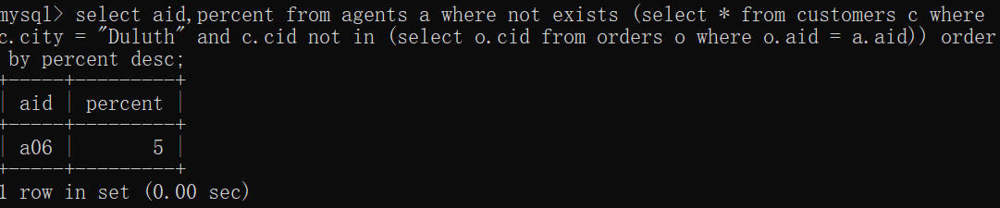 mysql> select aid,percent from agents a where not exists (select * from customers c where
c.city = "Duluth" and c.cid not in (select o.cid from orders o where o.aid = a.aid)) order
 by percent desc;
+-----+---------+
| aid | percent |
+-----+---------+
| a06 |       5 |
+-----+---------+
1 row in set (0.00 sec)